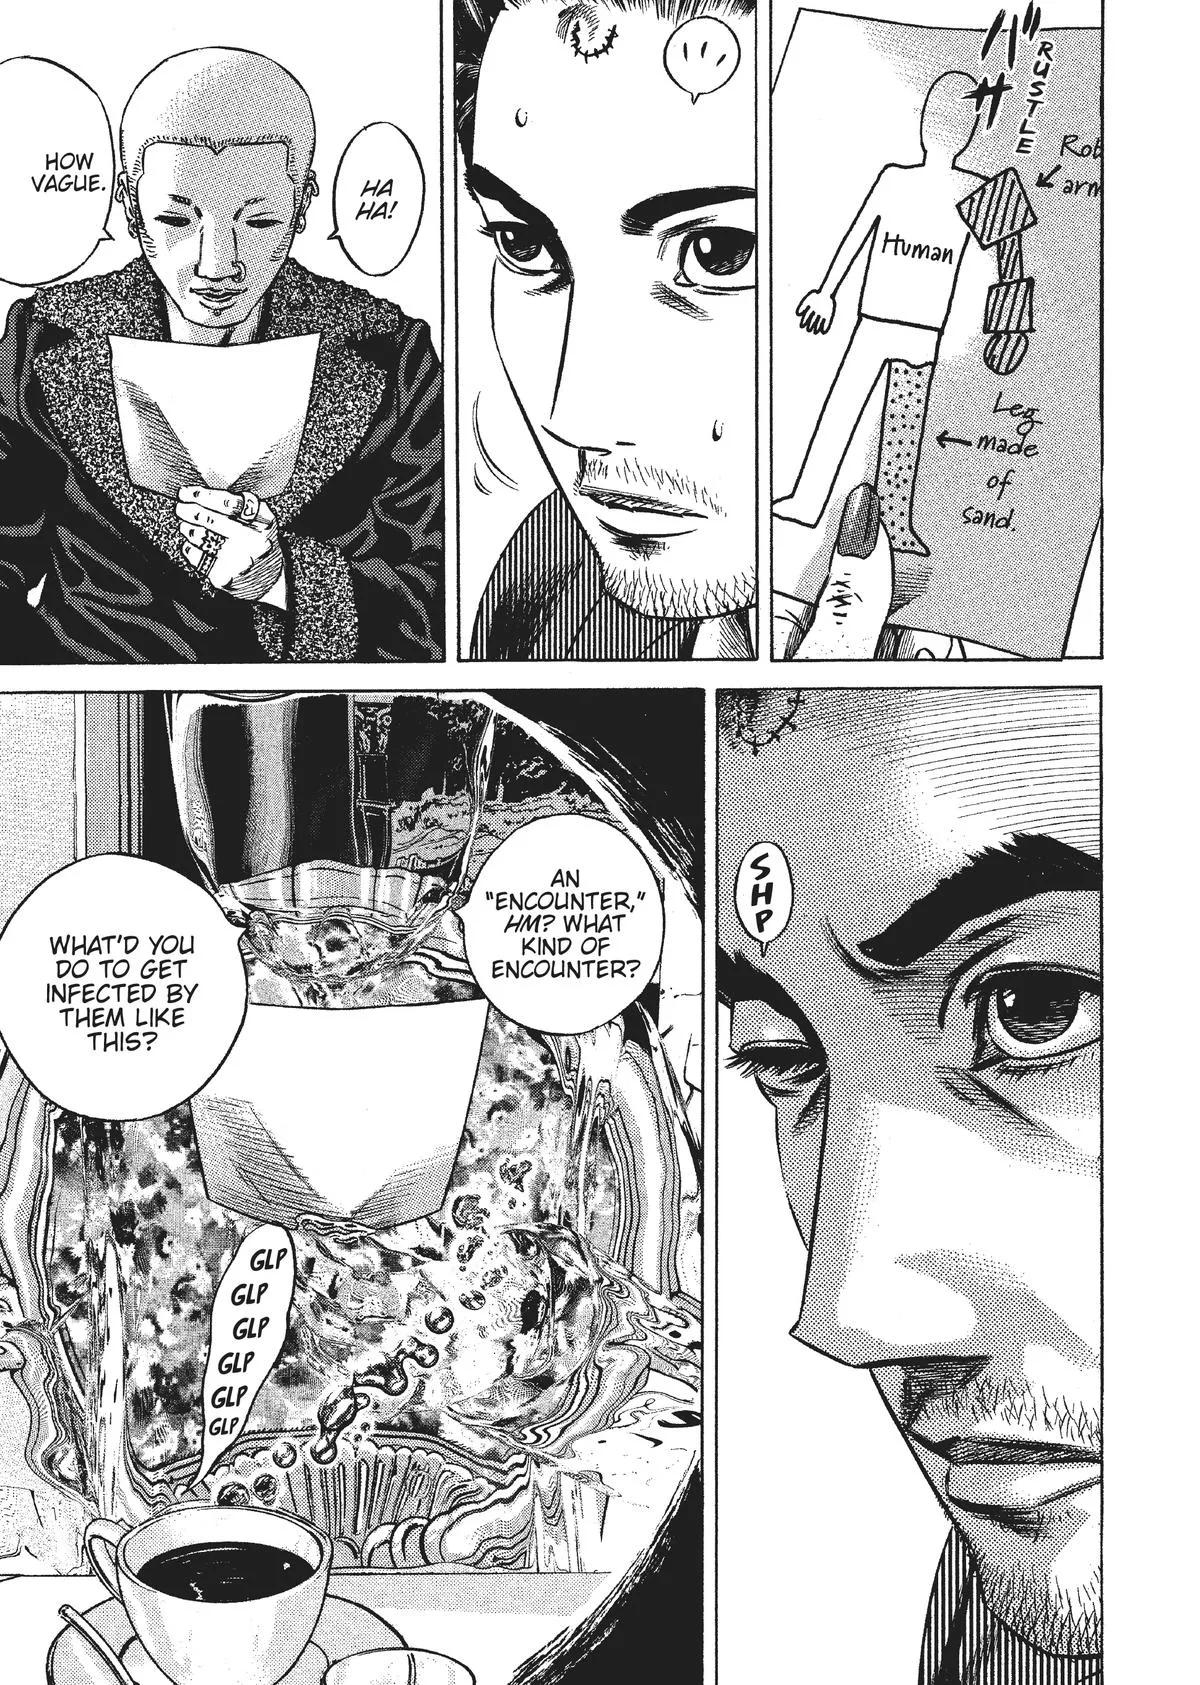 RUSTLE
Rob
arm
Human
Leg
made
of
sand.
HA
HA!
HOW
VAGUE.
SHP
AN
"ENCOUNTER,"
HM? WHAT
KIND OF
ENCOUNTER?
WHAT'D YOU
DO TO GET
INFECTED BY
THEM LIKE
THIS?
GLP
GLP
GLP
GLP
GLP
GLP